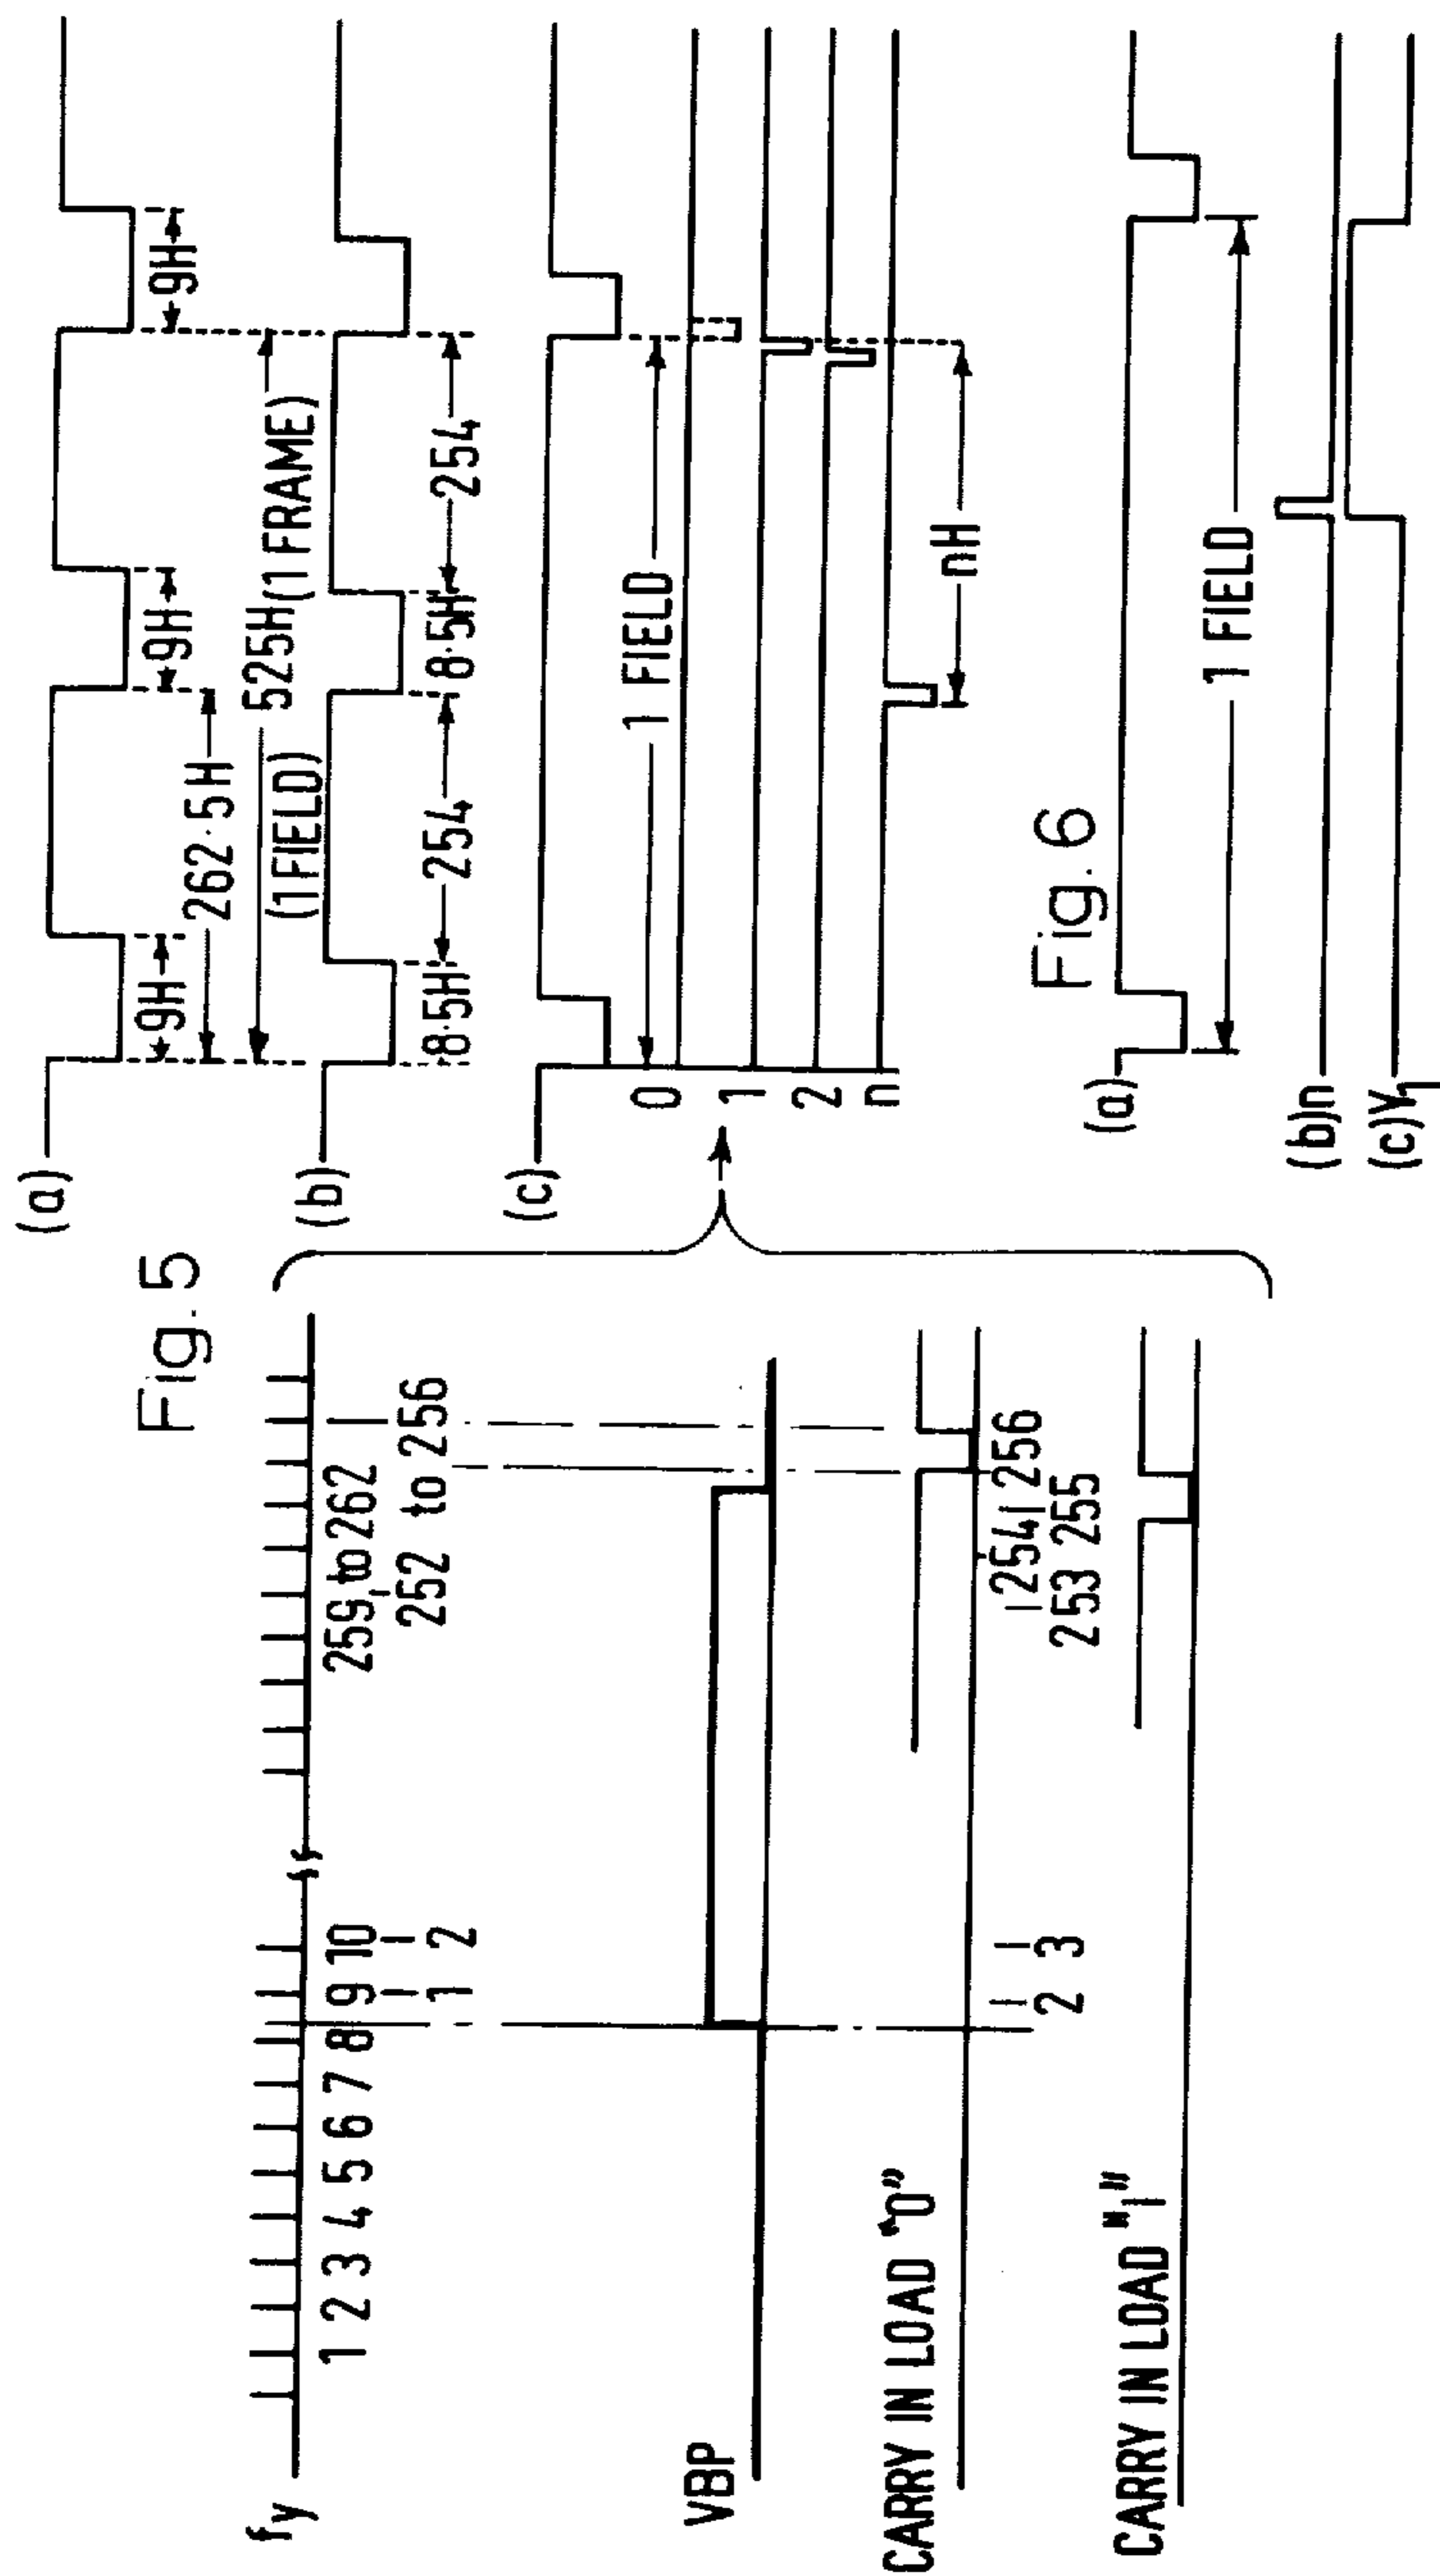 Fig. 5
(a)
9H
9H
9H
262·5H
525H
(1 FIELD)
(1 FRAME)
(b)
8·5H
254
8·5H
254
(c)
1 FIELD
0
1
2
n
nH
fy
1 2 3 4 5 6 7 8 9 10
259 to 262
1 2
252 to 256
VBP
CARRY IN LOAD "0"
2 3
254 256
253 255
CARRY IN LOAD "1"
Fig. 6
(a)
1 FIELD
(b)n
(c)Y1